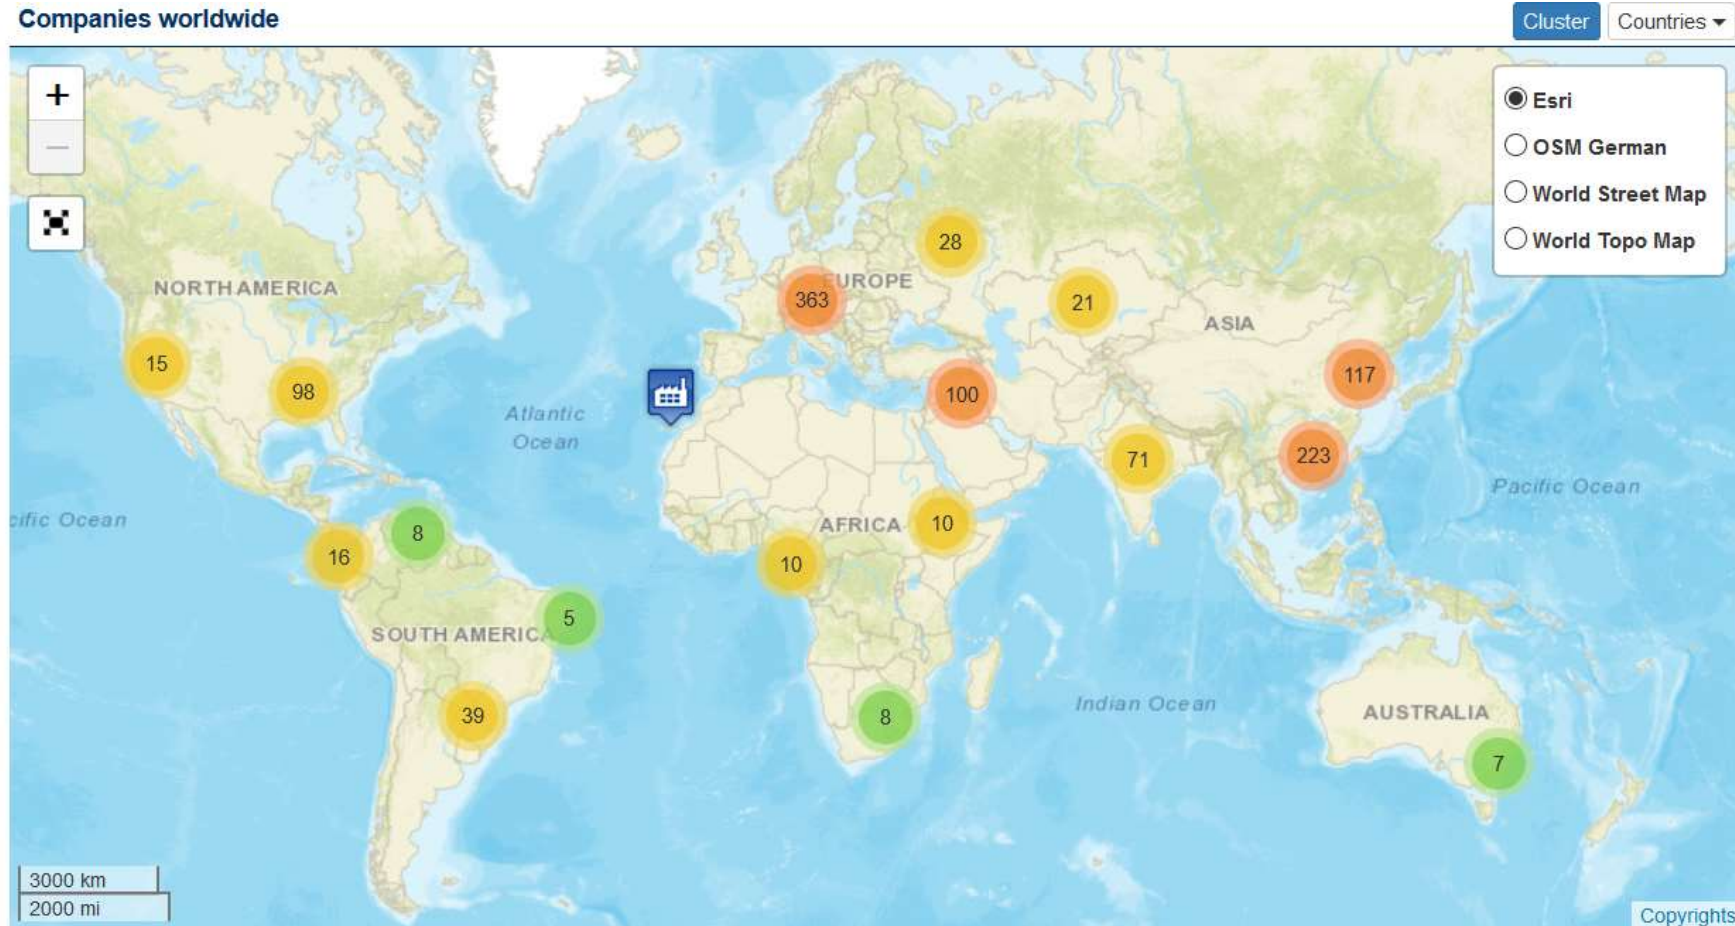 Companies worldwide
Cluster
Countries
+
−
Esri
OSM German
World Street Map
World Topo Map
28
NORTH AMERICA
363
EUROPE
21
ASIA
15
98
100
117
Atlantic
Ocean
71
223
Pacific Ocean
cific Ocean
8
AFRICA
10
16
10
5
SOUTH AMERICA
39
8
Indian Ocean
AUSTRALIA
7
3000 km
2000 mi
Copyrights